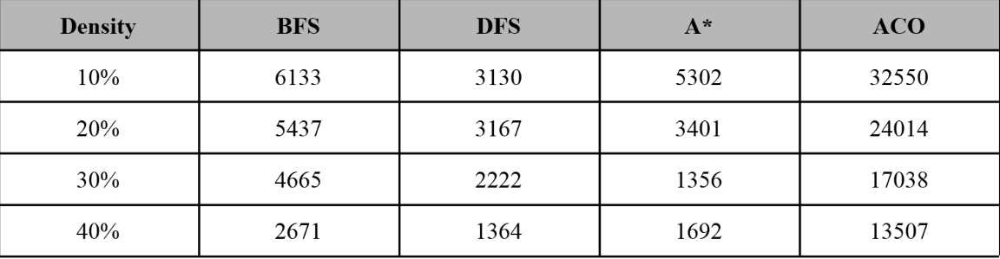 Density BFS DFS A* ACO
10% 6133 3130 5302 32550
20% 5437 3167 3401 24014
30% 4665 2222 1356 17038
40% 2671 1364 1692 13507